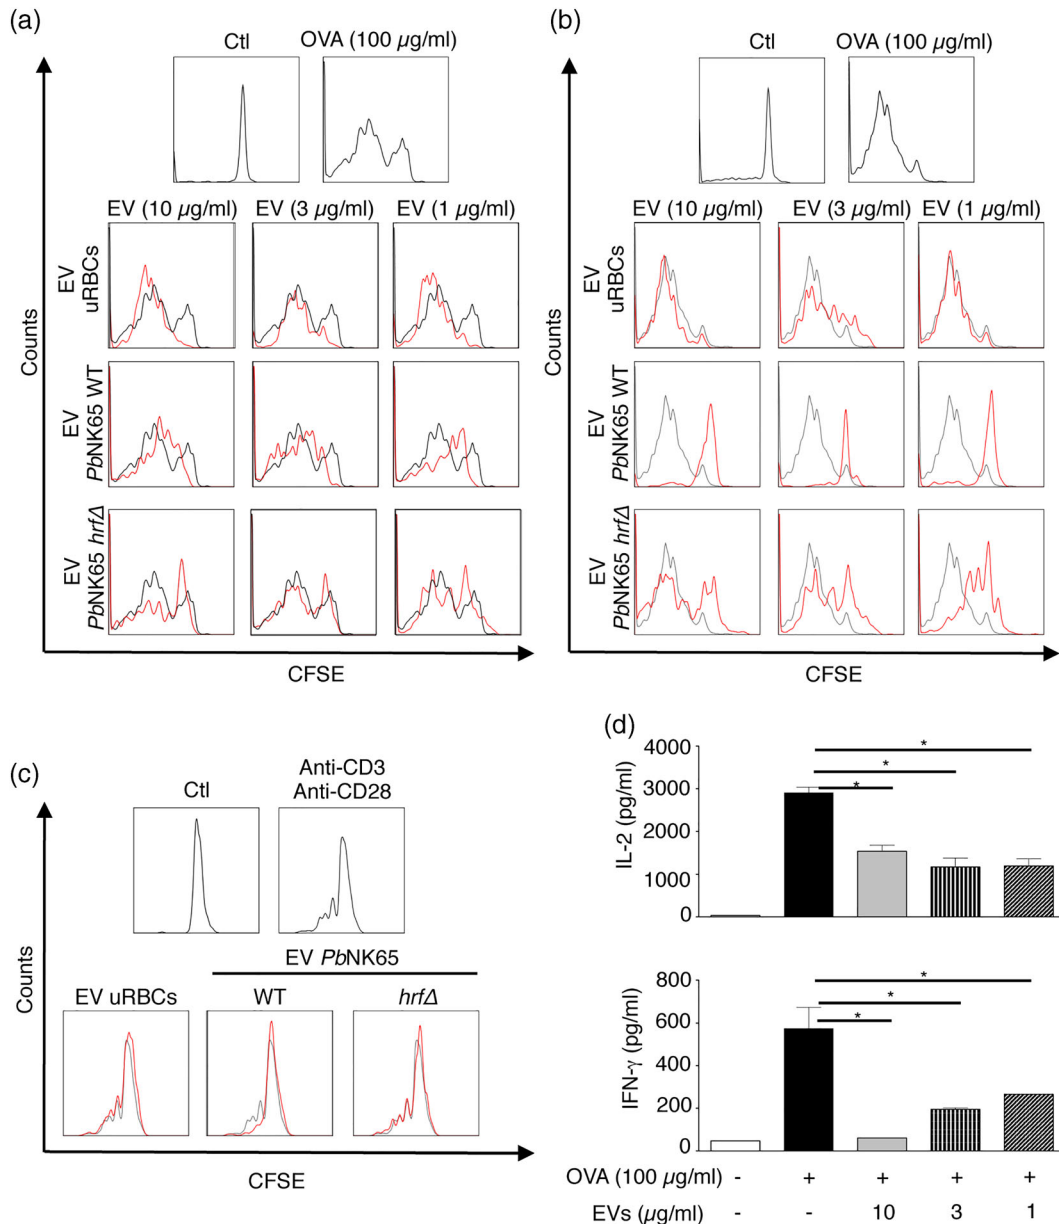 (a)
Ctl OVA (100 µg/ml)
EV (10 µg/ml) EV (3 µg/ml) EV (1 µg/ml)
EV
uRBCs
EV
PbNK65 WT
EV
PbNK65 hrfΔ
Counts
CFSE
(b)
Ctl OVA (100 µg/ml)
EV (10 µg/ml) EV (3 µg/ml) EV (1 µg/ml)
EV
uRBCs
EV
PbNK65 WT
EV
PbNK65 hrfΔ
Counts
CFSE
(c)
Ctl
Anti-CD3
Anti-CD28
EV PbNK65
EV uRBCs WT hrfΔ
Counts
CFSE
(d)
IL-2 (pg/ml)
4000
3000
2000
1000
0
* * *
IFN-γ (pg/ml)
800
600
400
200
0
* * *
OVA (100 µg/ml) - + + + +
EVs (µg/ml) - - 10 3 1